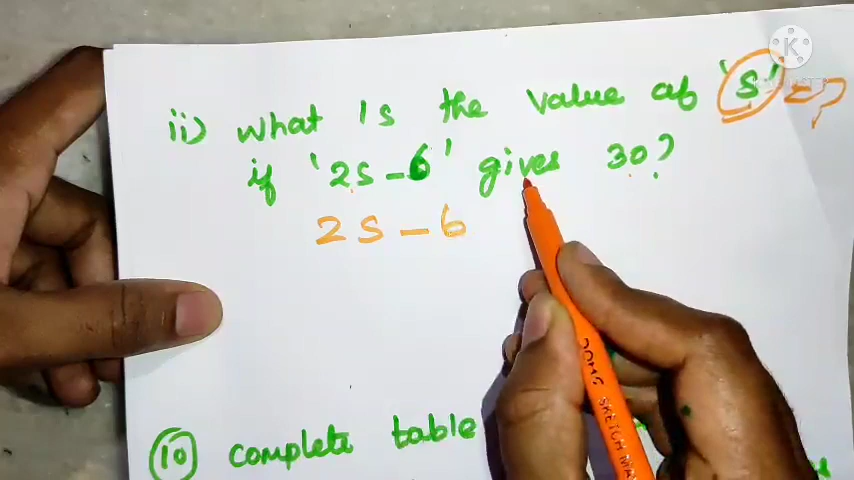 ii) What is the value of 's' = ?
if '2s - 6' gives 30?
2s - 6
10 complete table